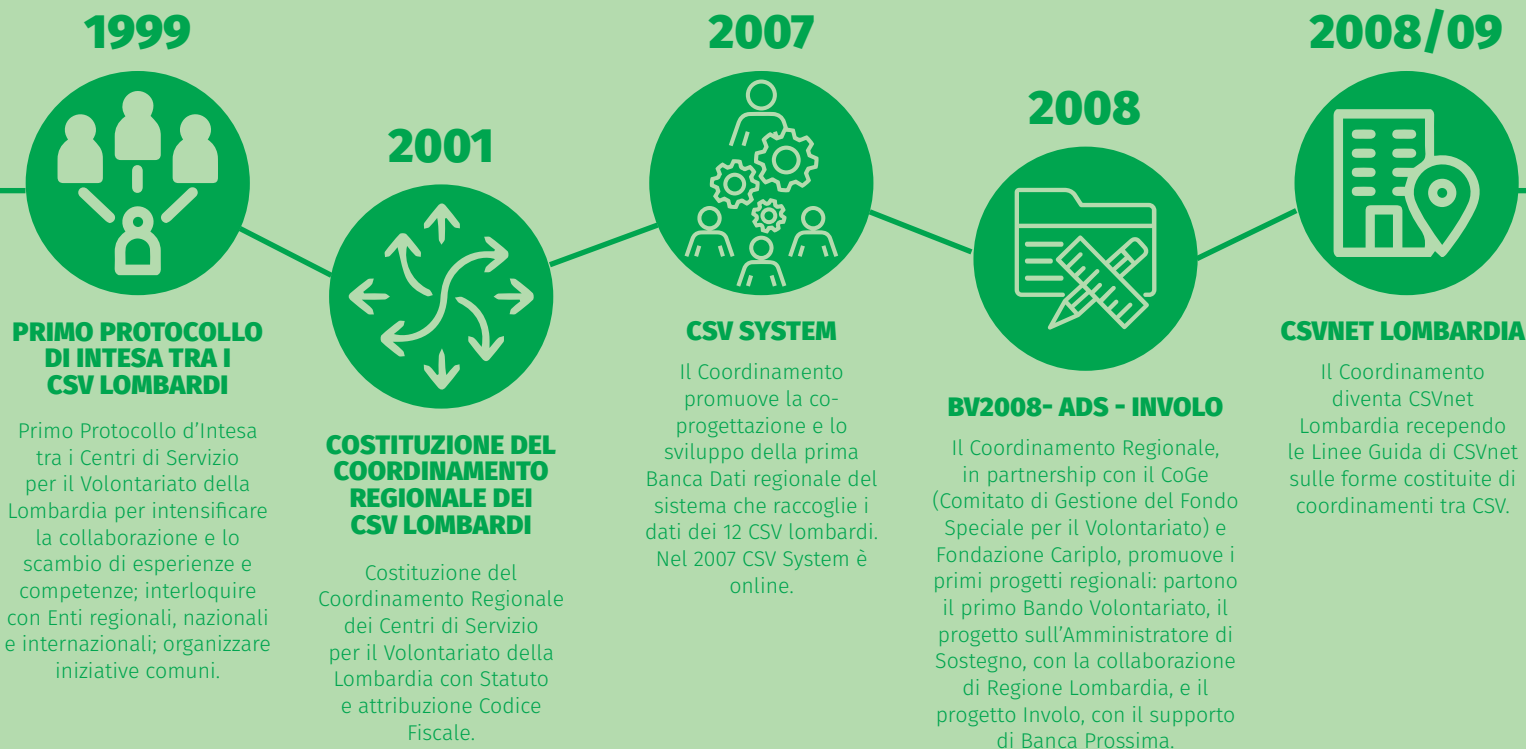 1999
PRIMO PROTOCOLLO
DI INTESA TRA I
CSV LOMBARDI
Primo Protocollo d’Intesa
tra i Centri di Servizio
per il Volontariato della
Lombardia per intensificare
la collaborazione e lo
scambio di esperienze e
competenze; interloquire
con Enti regionali, nazionali
e internazionali; organizzare
iniziative comuni.
2001
COSTITUZIONE DEL
COORDINAMENTO
REGIONALE DEI
CSV LOMBARDI
Costituzione del
Coordinamento Regionale
dei Centri di Servizio
per il Volontariato della
Lombardia con Statuto
e attribuzione Codice
Fiscale.
2007
CSV SYSTEM
Il Coordinamento
promuove la co-
progettazione e lo
sviluppo della prima
Banca Dati regionale del
sistema che raccoglie i
dati dei 12 CSV lombardi.
Nel 2007 CSV System è
online.
2008
BV2008- ADS - INVOLO
Il Coordinamento Regionale,
in partnership con il CoGe
(Comitato di Gestione del Fondo
Speciale per il Volontariato) e
Fondazione Cariplo, promuove i
primi progetti regionali: partono
il primo Bando Volontariato, il
progetto sull’Amministratore di
Sostegno, con la collaborazione
di Regione Lombardia, e il
progetto Involo, con il supporto
di Banca Prossima.
2008/09
CSVNET LOMBARDIA
Il Coordinamento
diventa CSVnet
Lombardia recependo
le Linee Guida di CSVnet
sulle forme costituite di
coordinamenti tra CSV.